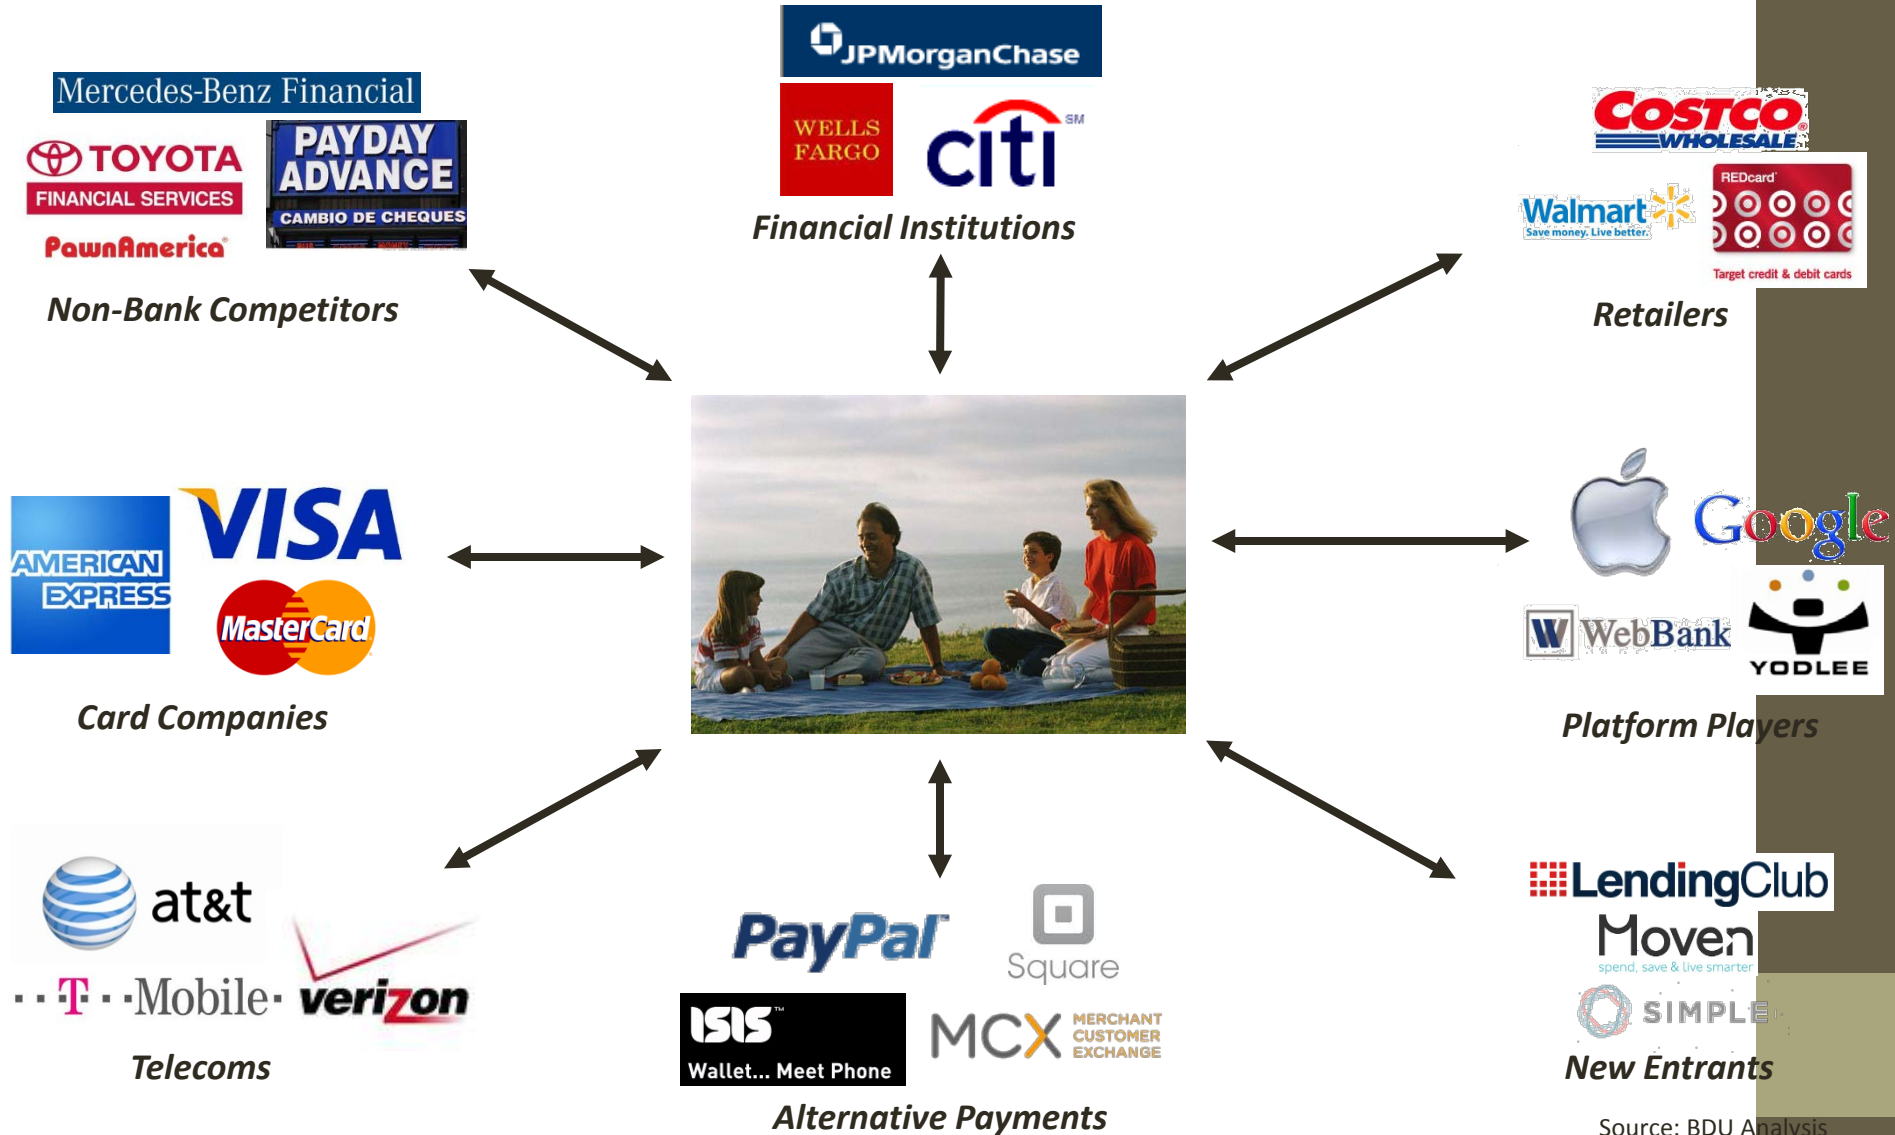 JPMorganChase
WELLS
FARGO
citi SM
Financial Institutions
Mercedes-Benz Financial
TOYOTA
FINANCIAL SERVICES
PawnAmerica
PAYDAY
ADVANCE
CAMBIO DE CHEQUES
Non-Bank Competitors
COSTCO
WHOLESALE
Walmart
Save money. Live better.
REDcard
Target credit & debit cards
Retailers
AMERICAN
EXPRESS
VISA
MasterCard
Card Companies
Google
W WebBank
YODLEE
Platform Players
at&t
T Mobile
verizon
Telecoms
PayPal™
Square
ISIS™
Wallet... Meet Phone
MCX MERCHANT
CUSTOMER
EXCHANGE
Alternative Payments
LendingClub
Moven
spend, save & live smarter
SIMPLE
New Entrants
Source: BDU Analysis